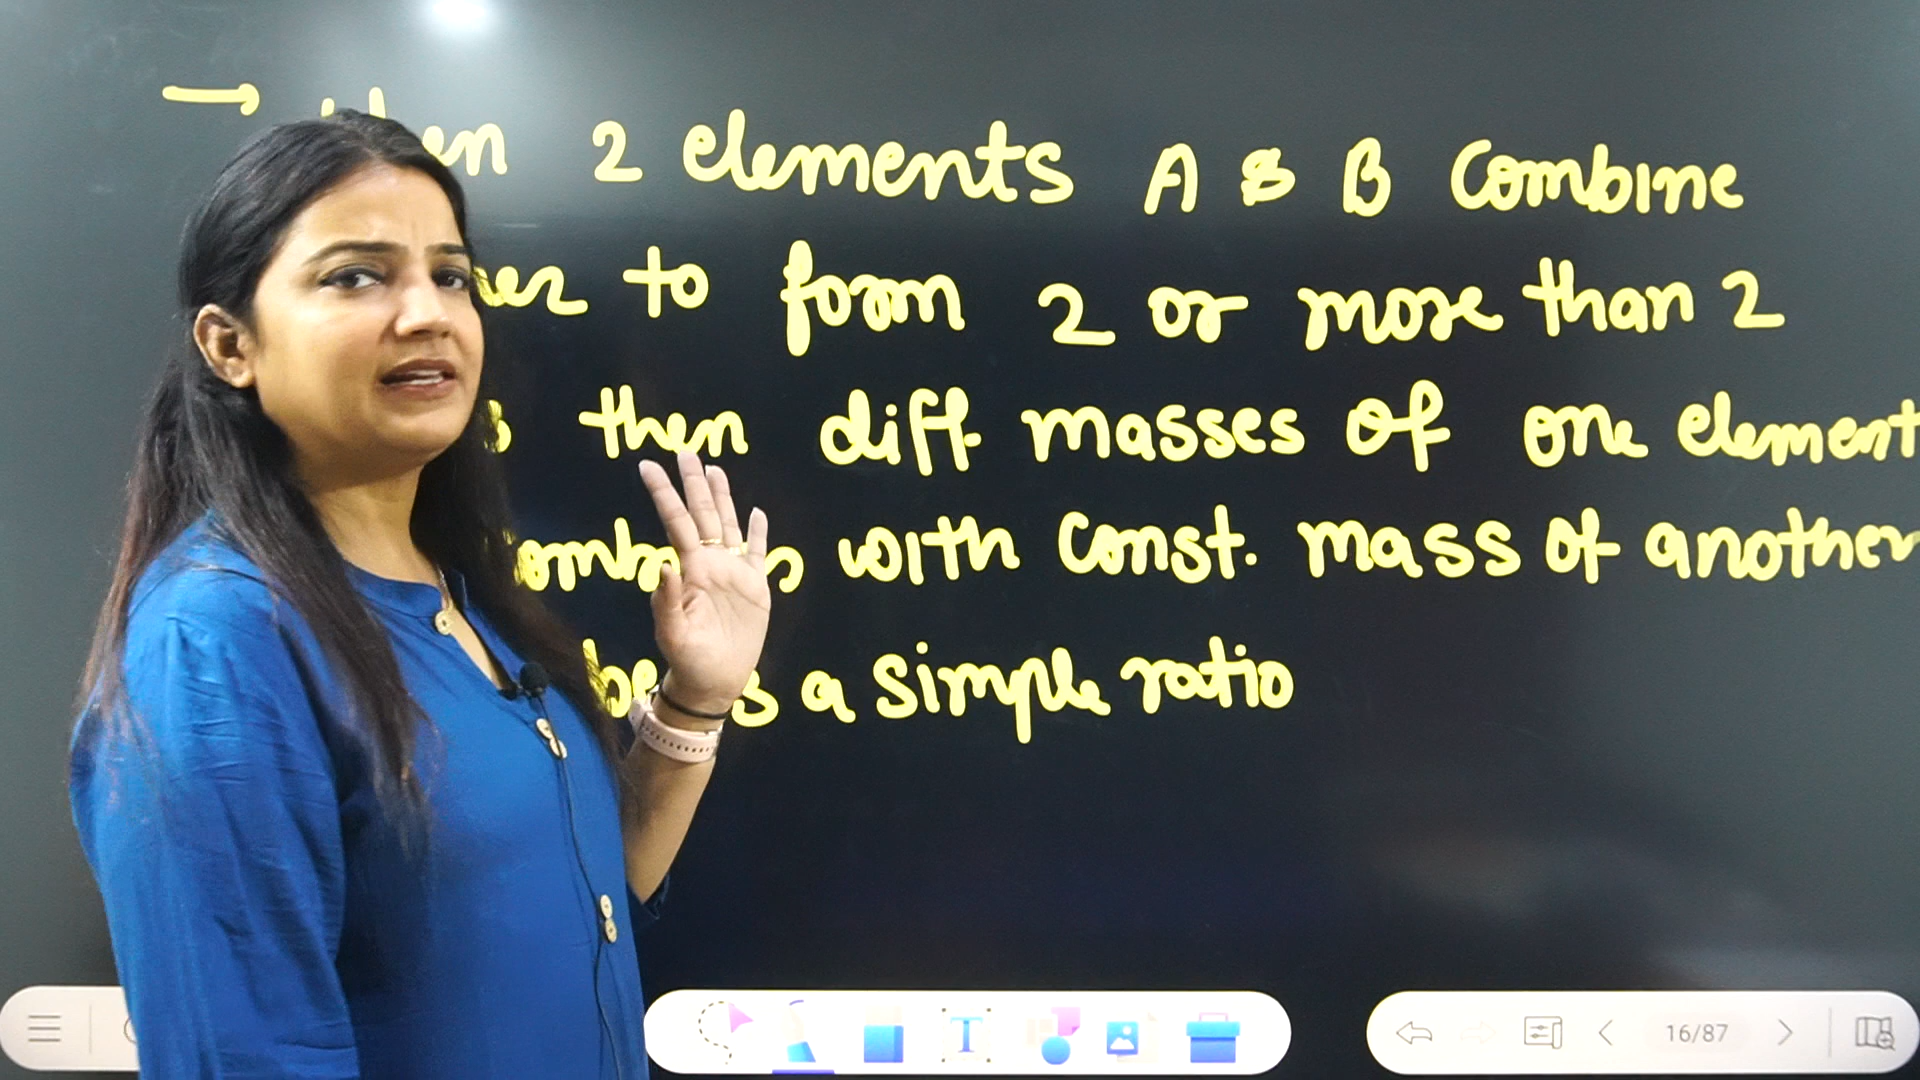 → 2 elements A & B Combine
to form 2 or more than 2
then diff. masses of one element
with const. mass of another
a simple ratio
T
16/87